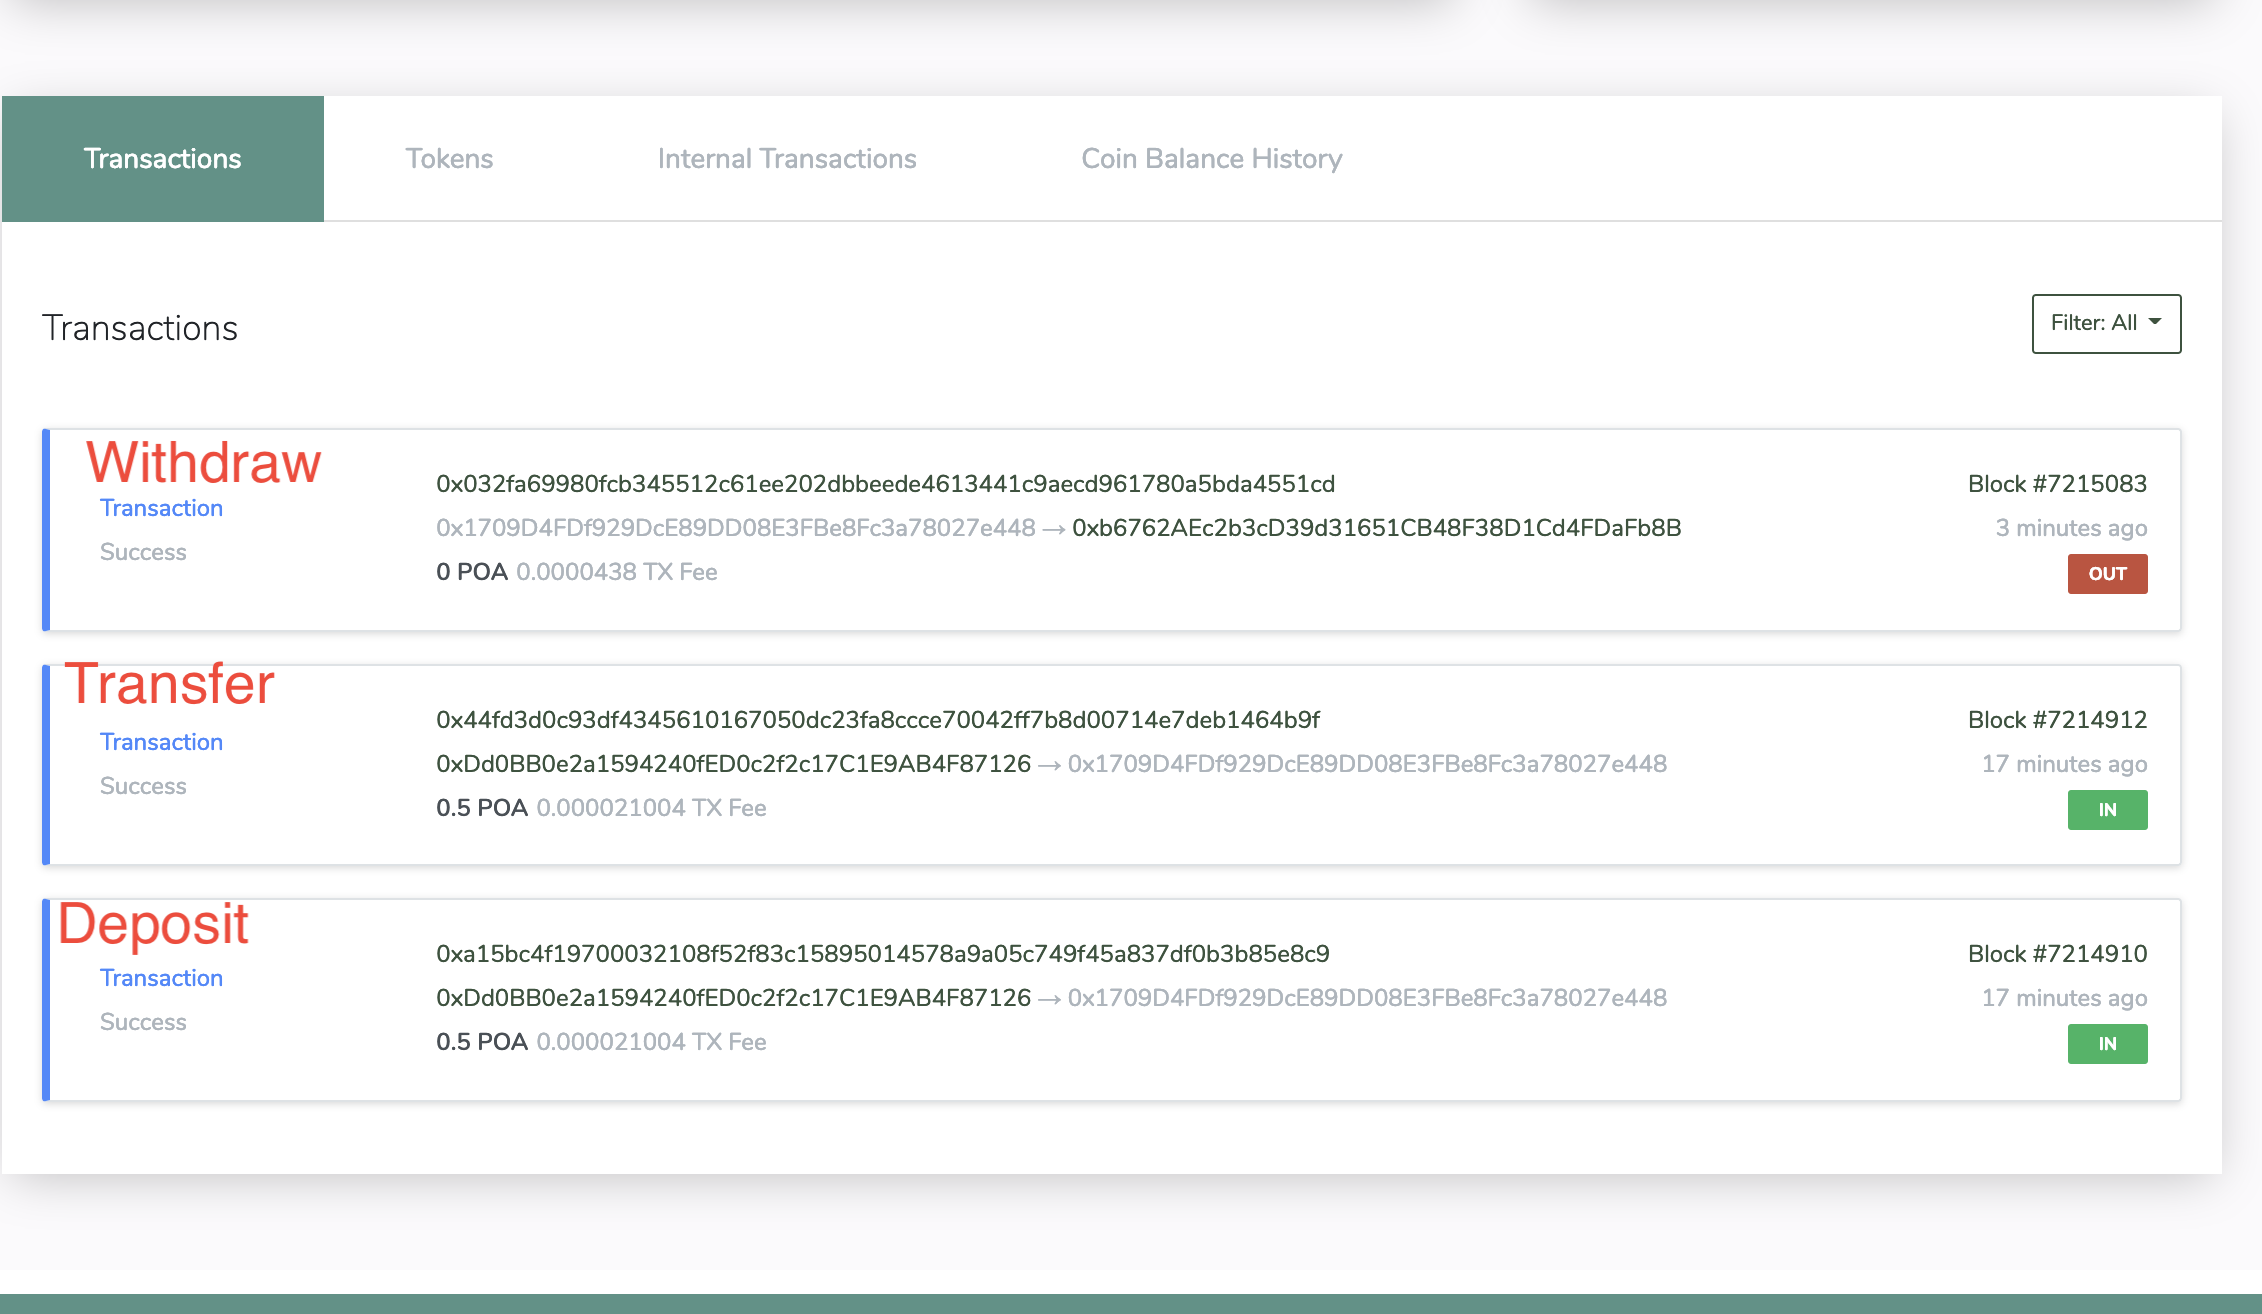 Transactions
Tokens
Internal Transactions
Coin Balance History
Transactions
Filter: All
Withdraw
Transaction
Success
0x032fa69980fcb345512c61ee202dbbeede4613441c9aecd961780a5bda4551cd
0x1709D4FDf929DcE89DD08E3FBe8Fc3a78027e448 → 0xb6762AEc2b3cD39d31651CB48F38D1Cd4FDaFb8B
0 POA 0.0000438 TX Fee
Block #7215083
3 minutes ago
OUT
Transfer
Transaction
Success
0x44fd3d0c93df4345610167050dc23fa8ccce70042ff7b8d00714e7deb1464b9f
0xDd0BB0e2a1594240fED0c2f2c17C1E9AB4F87126 → 0x1709D4FDf929DcE89DD08E3FBe8Fc3a78027e448
0.5 POA 0.000021004 TX Fee
Block #7214912
17 minutes ago
IN
Deposit
Transaction
Success
0xa15bc4f19700032108f52f83c15895014578a9a05c749f45a837df0b3b85e8c9
0xDd0BB0e2a1594240fED0c2f2c17C1E9AB4F87126 → 0x1709D4FDf929DcE89DD08E3FBe8Fc3a78027e448
0.5 POA 0.000021004 TX Fee
Block #7214910
17 minutes ago
IN